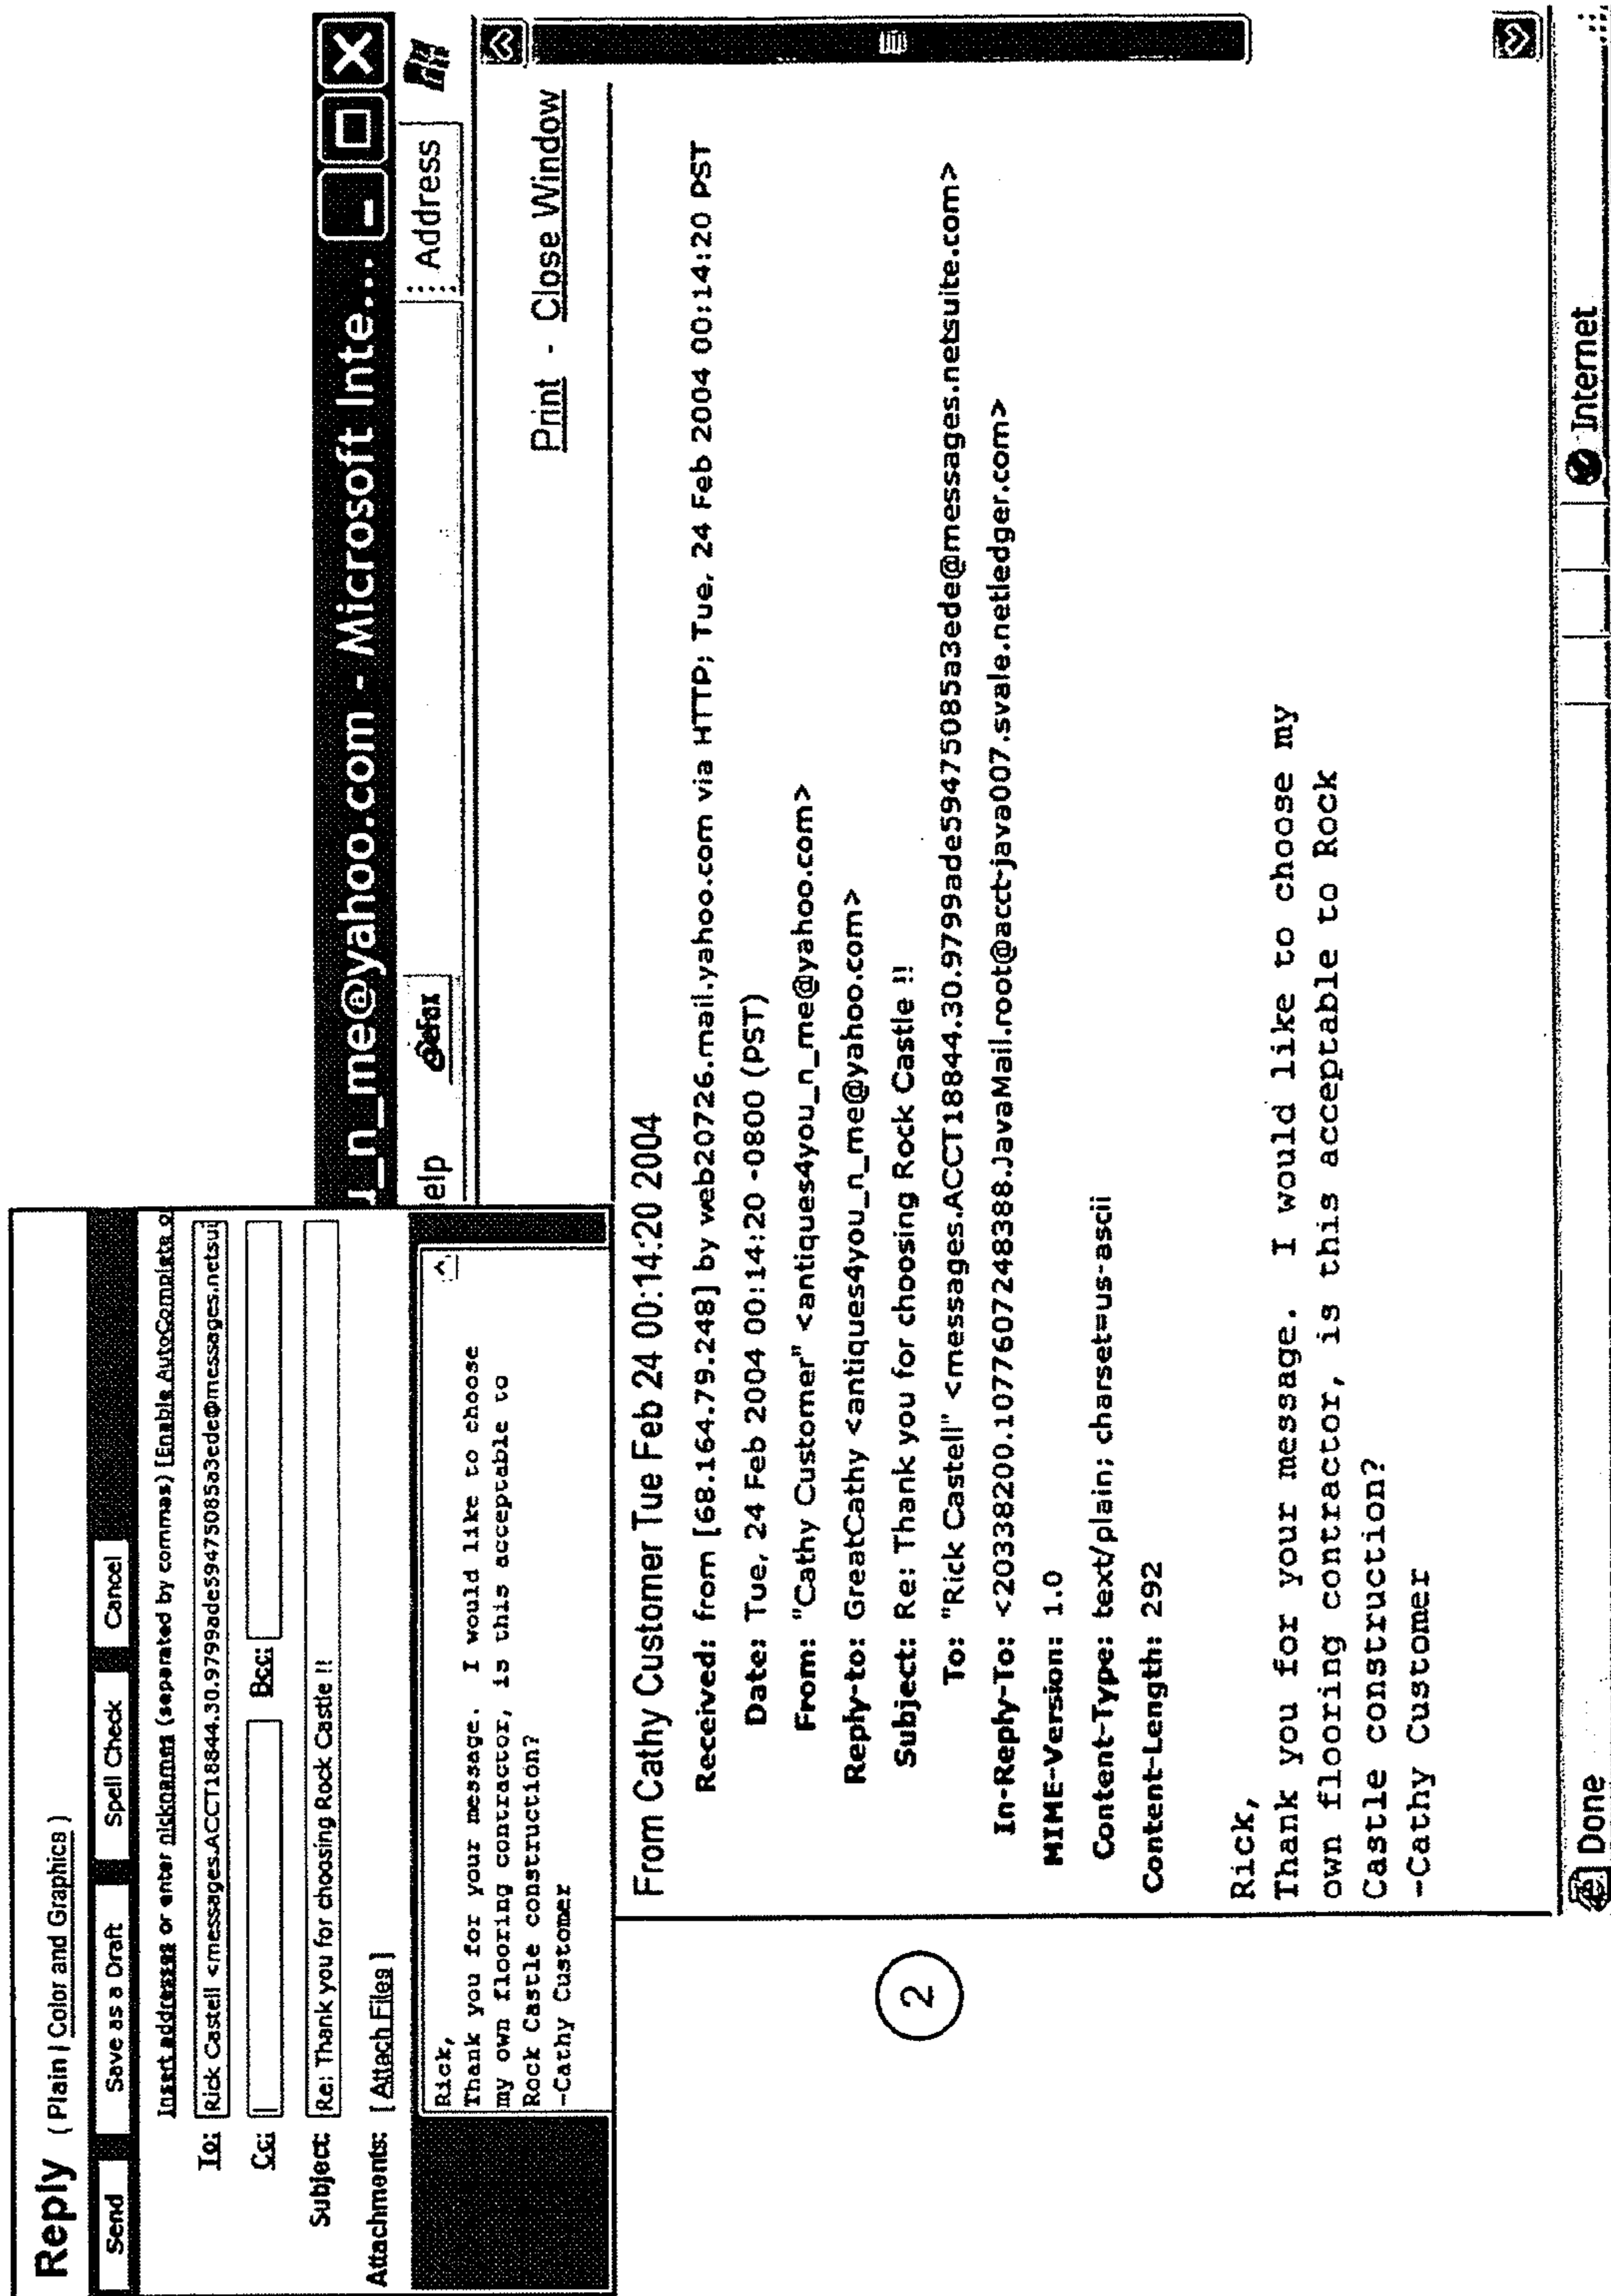 Reply ( Plain | Color and Graphics )
Send Save as a Draft Spell Check Cancel
Insert addresses or enter nicknames (separated by commas) [Enable AutoComplete
To: Rick Castell <messages.ACCT18844.30.9799ade59475085a3ede@messages.netsui
Cc: Bcc:
Subject: Re: Thank you for choosing Rock Castle !!
Attachments: [ Attach Files ]
Rick,
Thank you for your message. I would like to choose
my own flooring contractor, is this acceptable to
Rock Castle construction?
-Cathy Customer
u_n_me@yahoo.com - Microsoft Inte...
elp eFax Address
Print - Close Window
From Cathy Customer Tue Feb 24 00:14:20 2004
Received: from [68.164.79.248] by web20726.mail.yahoo.com via HTTP; Tue, 24 Feb 2004 00:14:20 PST
Date: Tue, 24 Feb 2004 00:14:20 -0800 (PST)
From: "Cathy Customer" <antiques4you_n_me@yahoo.com>
Reply-to: GreatCathy <antiques4you_n_me@yahoo.com>
Subject: Re: Thank you for choosing Rock Castle !!
To: "Rick Castell" <messages.ACCT18844.30.9799ade59475085a3ede@messages.netsuite.com>
In-Reply-To: <20338200.1077607248388.JavaMail.root@acct-java007.svale.netledger.com>
MIME-Version: 1.0
Content-Type: text/plain; charset=us-ascii
Content-Length: 292
Rick,
Thank you for your message. I would like to choose my
own flooring contractor, is this acceptable to Rock
Castle construction?
-Cathy Customer
Done Internet
2